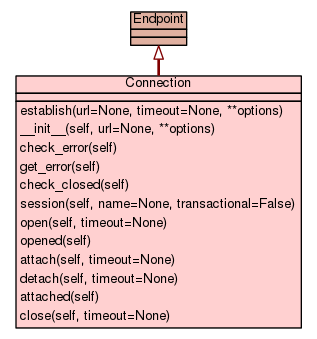 Endpoint
Connection
establish(url=None, timeout=None, **options)
__init__(self, url=None, **options)
check_error(self)
get_error(self)
check_closed(self)
session(self, name=None, transactional=False)
open(self, timeout=None)
opened(self)
attach(self, timeout=None)
detach(self, timeout=None)
attached(self)
close(self, timeout=None)